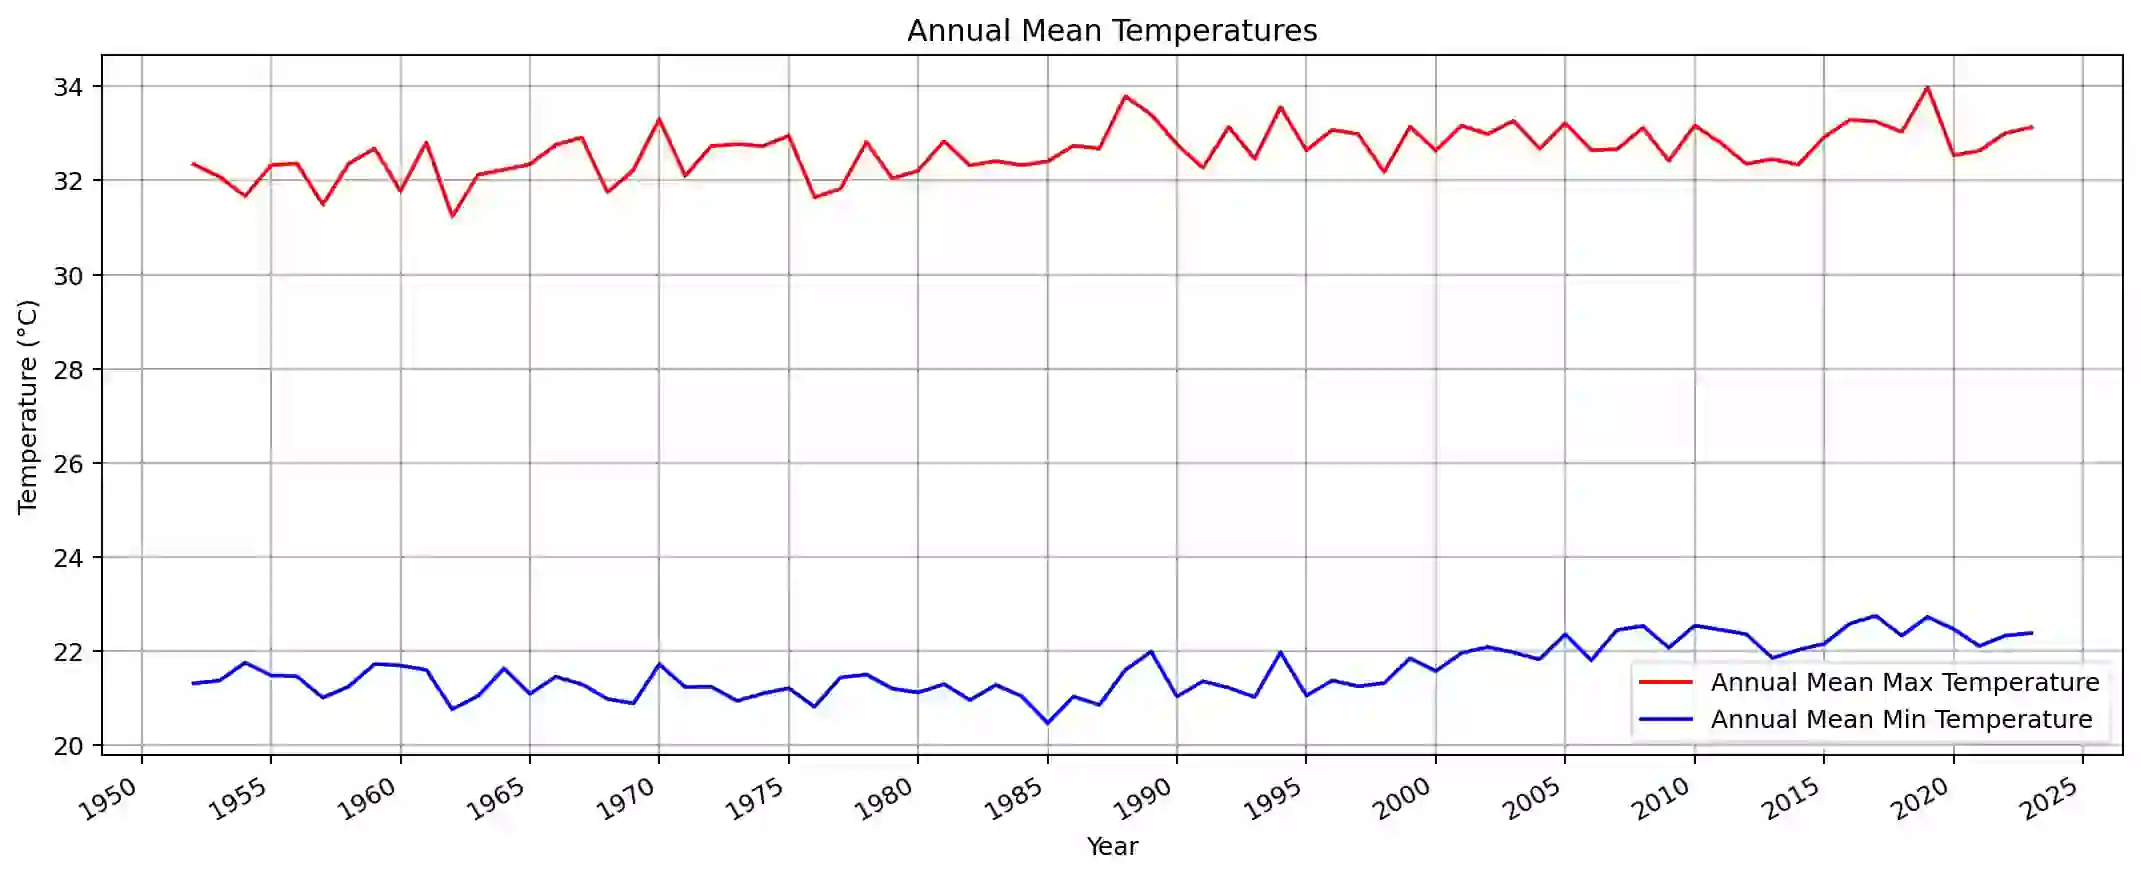 Annual Mean Temperatures
Temperature (°C)
34
32
30
28
26
24
22
20
Annual Mean Max Temperature
Annual Mean Min Temperature
1950 1955 1960 1965 1970 1975 1980 1985 1990 1995 2000 2005 2010 2015 2020 2025
Year